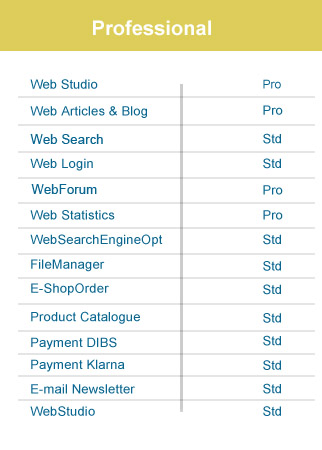 Professional
Web Studio Pro
Web Articles & Blog Pro
Web Search Std
Web Login Std
WebForum Pro
Web Statistics Pro
WebSearchEngineOpt Std
FileManager Std
E-ShopOrder Std
Product Catalogue Std
Payment DIBS Std
Payment Klarna Std
E-mail Newsletter Std
WebStudio Std